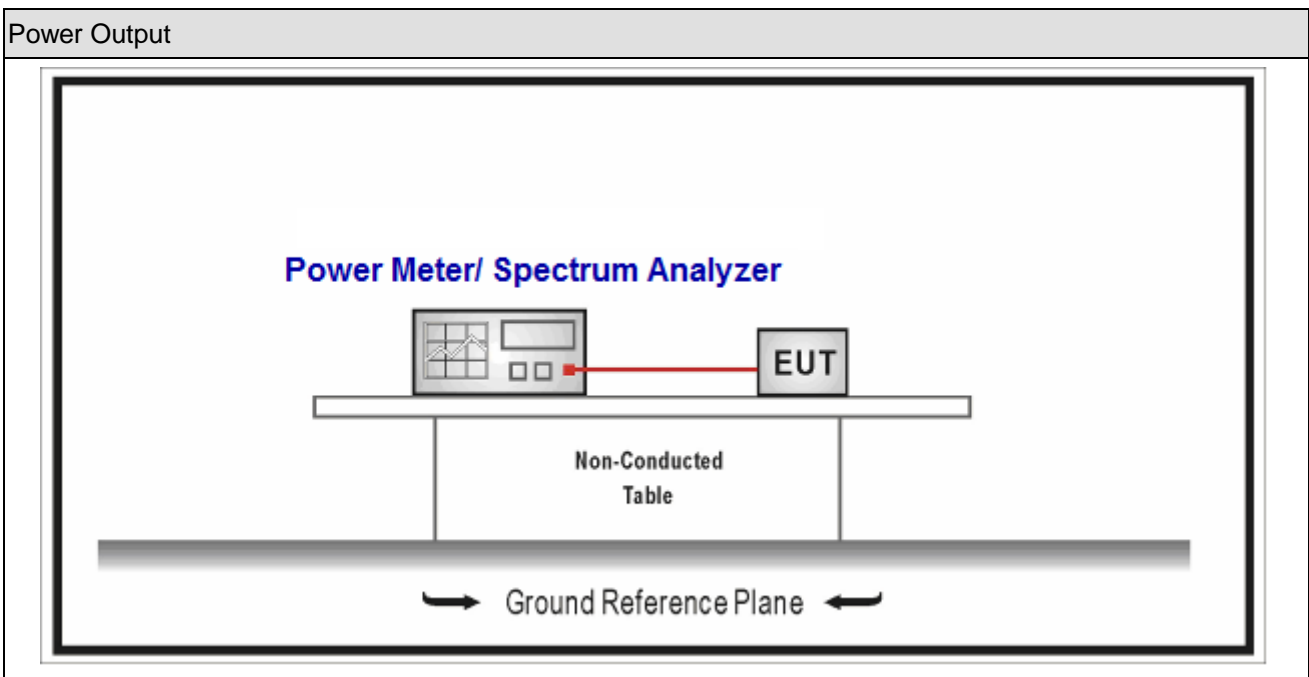 Power Output
Power Meter/ Spectrum Analyzer
EUT
Non-Conducted
Table
Ground Reference Plane